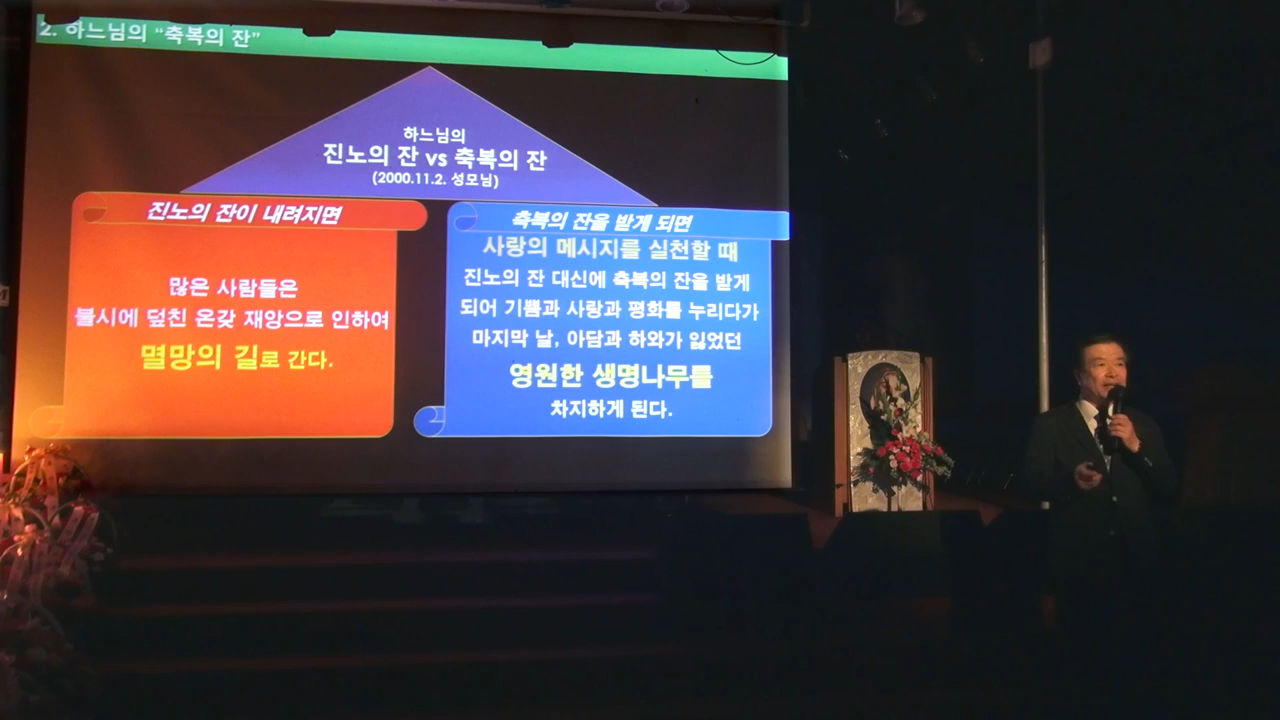 2. 하느님의 “축복의 잔”
하느님의
진노의 잔 vs 축복의 잔
(2000.11.2. 성모님)
진노의 잔이 내려지면
많은 사람들은
불시에 덮친 온갖 재앙으로 인하여
멸망의 길로 간다.
축복의 잔을 받게 되면
사랑의 메시지를 실천할 때
진노의 잔 대신에 축복의 잔을 받게
되어 기쁨과 사랑과 평화를 누리다가
마지막 날, 아담과 하와가 잃었던
영원한 생명나무를
차지하게 된다.